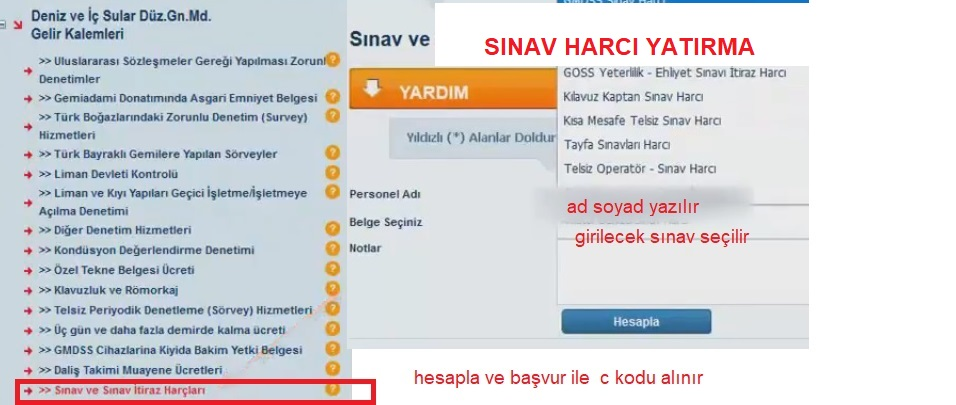 Deniz ve İç Sular Düz.Gn.Md.
Gelir Kalemleri
>> Uluslararası Sözleşmeler Gereği Yapılması Zorunl
Denetimler
>> Gemiadami Donatımında Asgari Emniyet Belgesi
>> Türk Boğazlarındaki Zorunlu Denetim (Survey)
Hizmetleri
>> Türk Bayraklı Gemilere Yapılan Sörveyler
>> Liman Devleti Kontrolü
>> Liman ve Kıyı Yapıları Geçici İşletme/İşletmeye
Açılma Denetimi
>> Diğer Denetim Hizmetleri
>> Kondüsyon Değerlendirme Denetimi
>> Özel Tekne Belgesi Ücreti
>> Klavuzluk ve Römorkaj
>> Telsiz Periyodik Denetleme (Sörvey) Hizmetleri
>> Üç gün ve daha fazla demirde kalma ücreti
>> GMDSS Cihazlarina Kiyida Bakim Yetki Belgesi
>> Daliş Takimi Muayene Ücretleri
>> Sınav ve Sınav İtiraz Harçları
Sınav ve
SINAV HARCI YATIRMA
YARDIM
Yıldızlı (*) Alanlar Doldur
GMDSS Sınav Harcı
GOSS Yeterlilik - Ehliyet Sınavı İtiraz Harcı
Kılavuz Kaptan Sınav Harcı
Kısa Mesafe Telsiz Sınav Harcı
Tayfa Sınavları Harcı
Telsiz Operatör - Sınav Harcı
Personel Adı
ad soyad yazılır
Belge Seçiniz
girilecek sınav seçilir
Notlar
Hesapla
hesapla ve başvur ile c kodu alınır